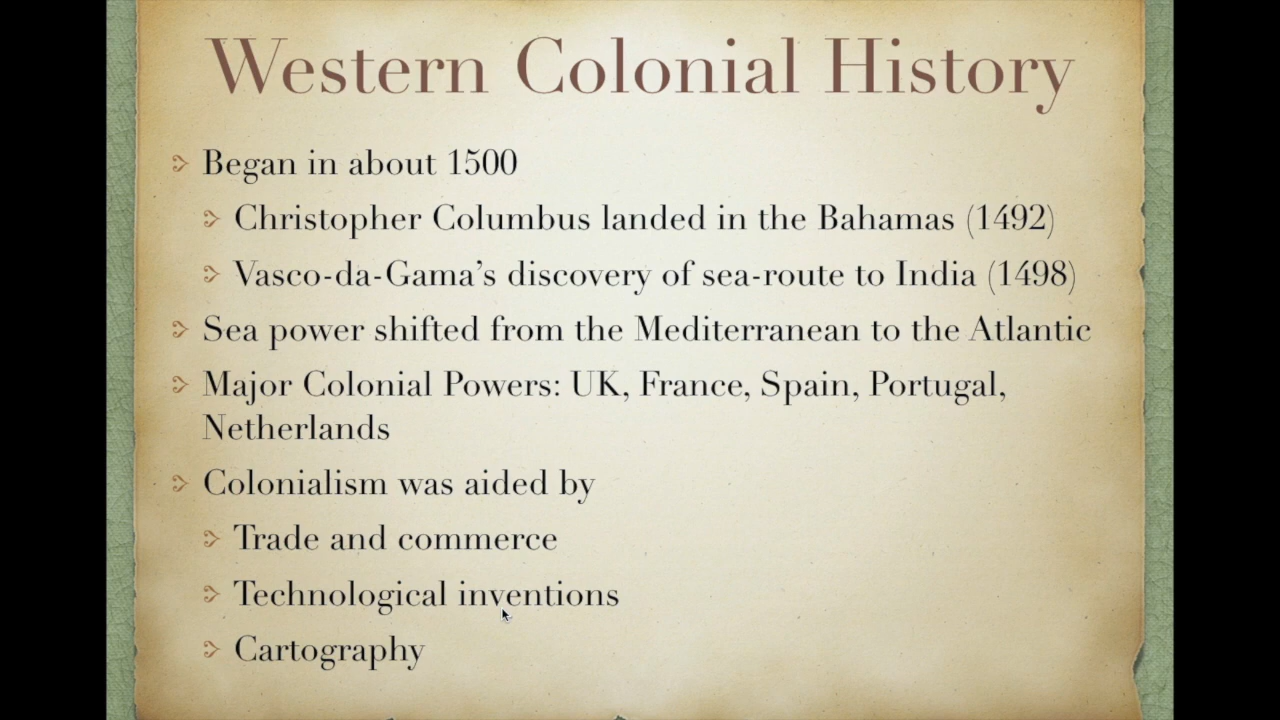 Western Colonial History
Began in about 1500
Christopher Columbus landed in the Bahamas (1492)
Vasco-da-Gama’s discovery of sea-route to India (1498)
Sea power shifted from the Mediterranean to the Atlantic
Major Colonial Powers: UK, France, Spain, Portugal,
Netherlands
Colonialism was aided by
Trade and commerce
Technological inventions
Cartography